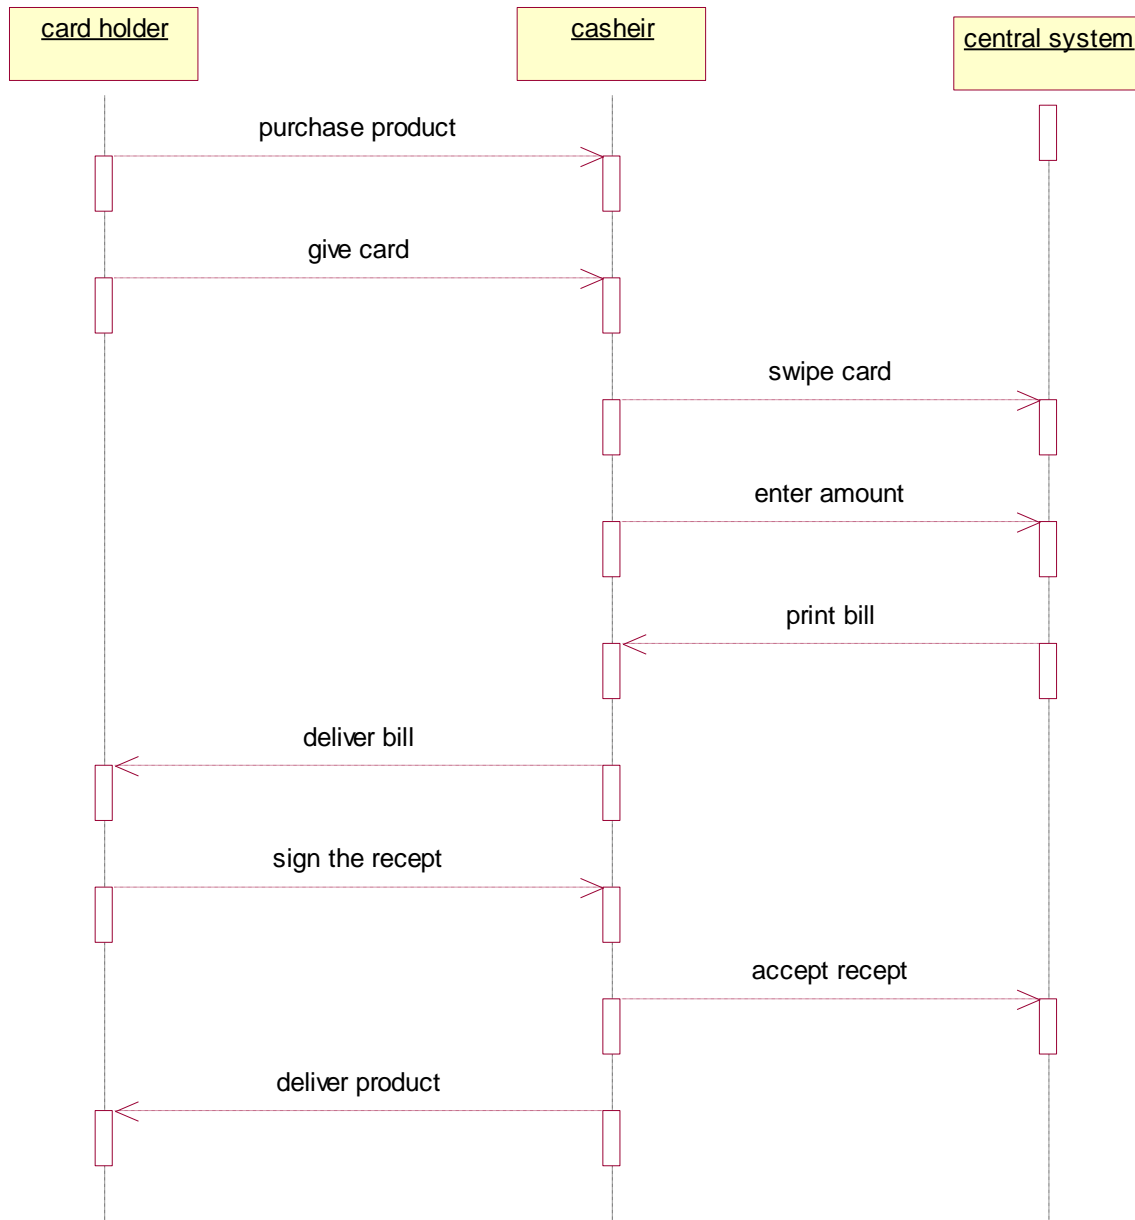 card holder
casheir
central system
purchase product
give card
swipe card
enter amount
print bill
deliver bill
sign the recept
accept recept
deliver product